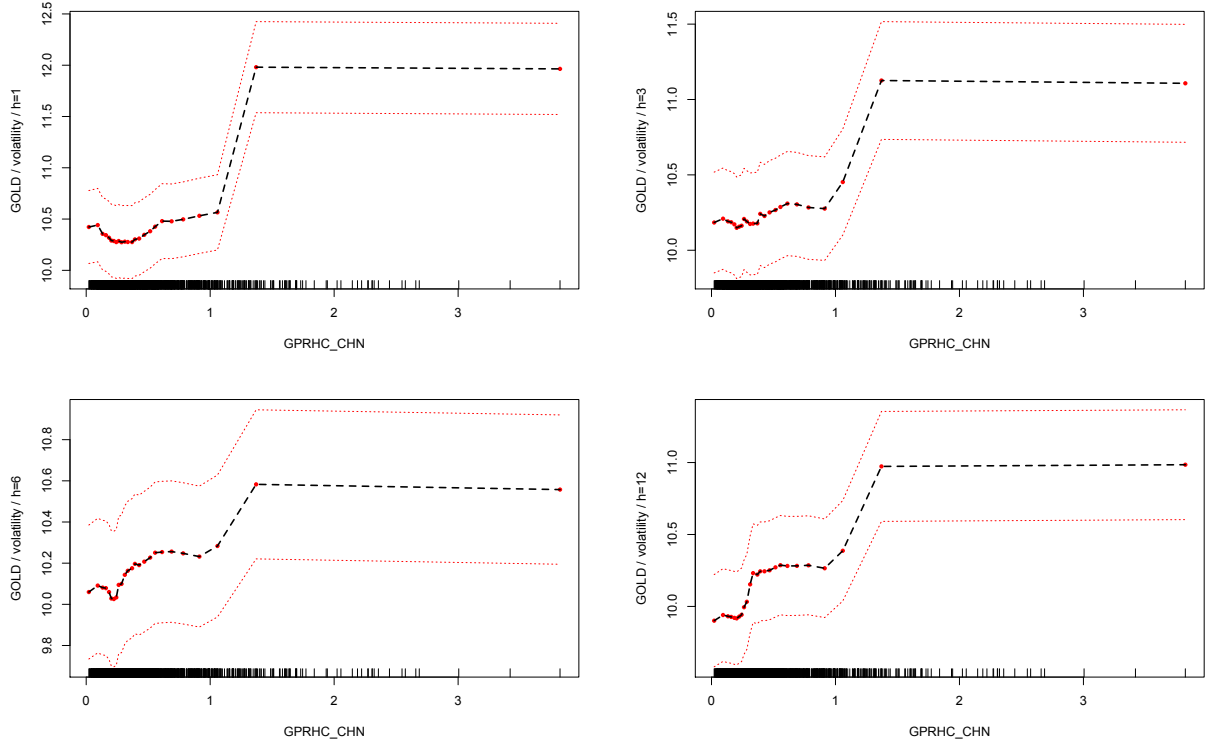 GOLD / volatility / h=1
12.5
12.0
11.5
11.0
10.5
10.0
0 1 2 3
GPRHC_CHN
GOLD / volatility / h=3
11.5
11.0
10.5
10.0
0 1 2 3
GPRHC_CHN
GOLD / volatility / h=6
10.8
10.6
10.4
10.2
10.0
9.8
0 1 2 3
GPRHC_CHN
GOLD / volatility / h=12
11.0
10.5
10.0
0 1 2 3
GPRHC_CHN